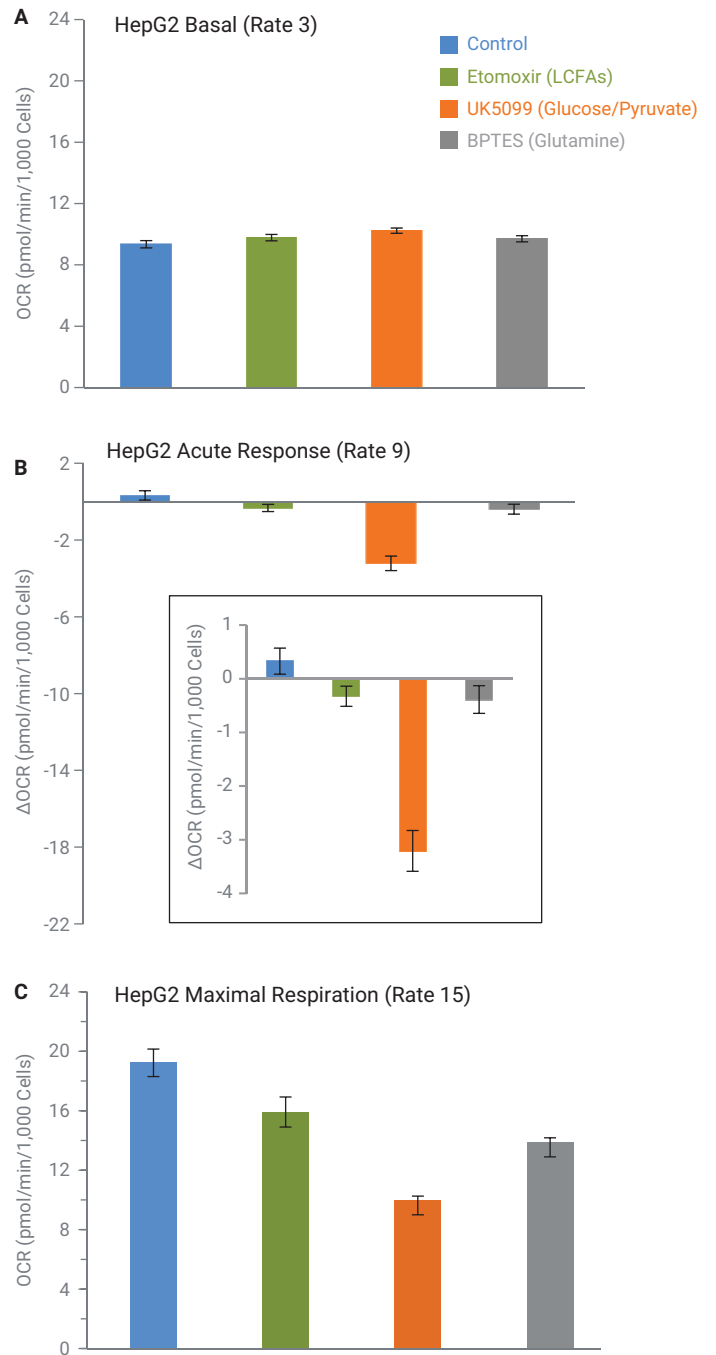 A
HepG2 Basal (Rate 3)
Control
Etomoxir (LCFAs)
UK5099 (Glucose/Pyruvate)
BPTES (Glutamine)
OCR (pmol/min/1,000 Cells)
24
20
16
12
8
4
0
B
HepG2 Acute Response (Rate 9)
ΔOCR (pmol/min/1,000 Cells)
2
-2
-6
-10
-14
-18
-22
ΔOCR (pmol/min/1,000 Cells)
1
0
-1
-2
-3
-4
C
HepG2 Maximal Respiration (Rate 15)
OCR (pmol/min/1,000 Cells)
24
20
16
12
8
4
0